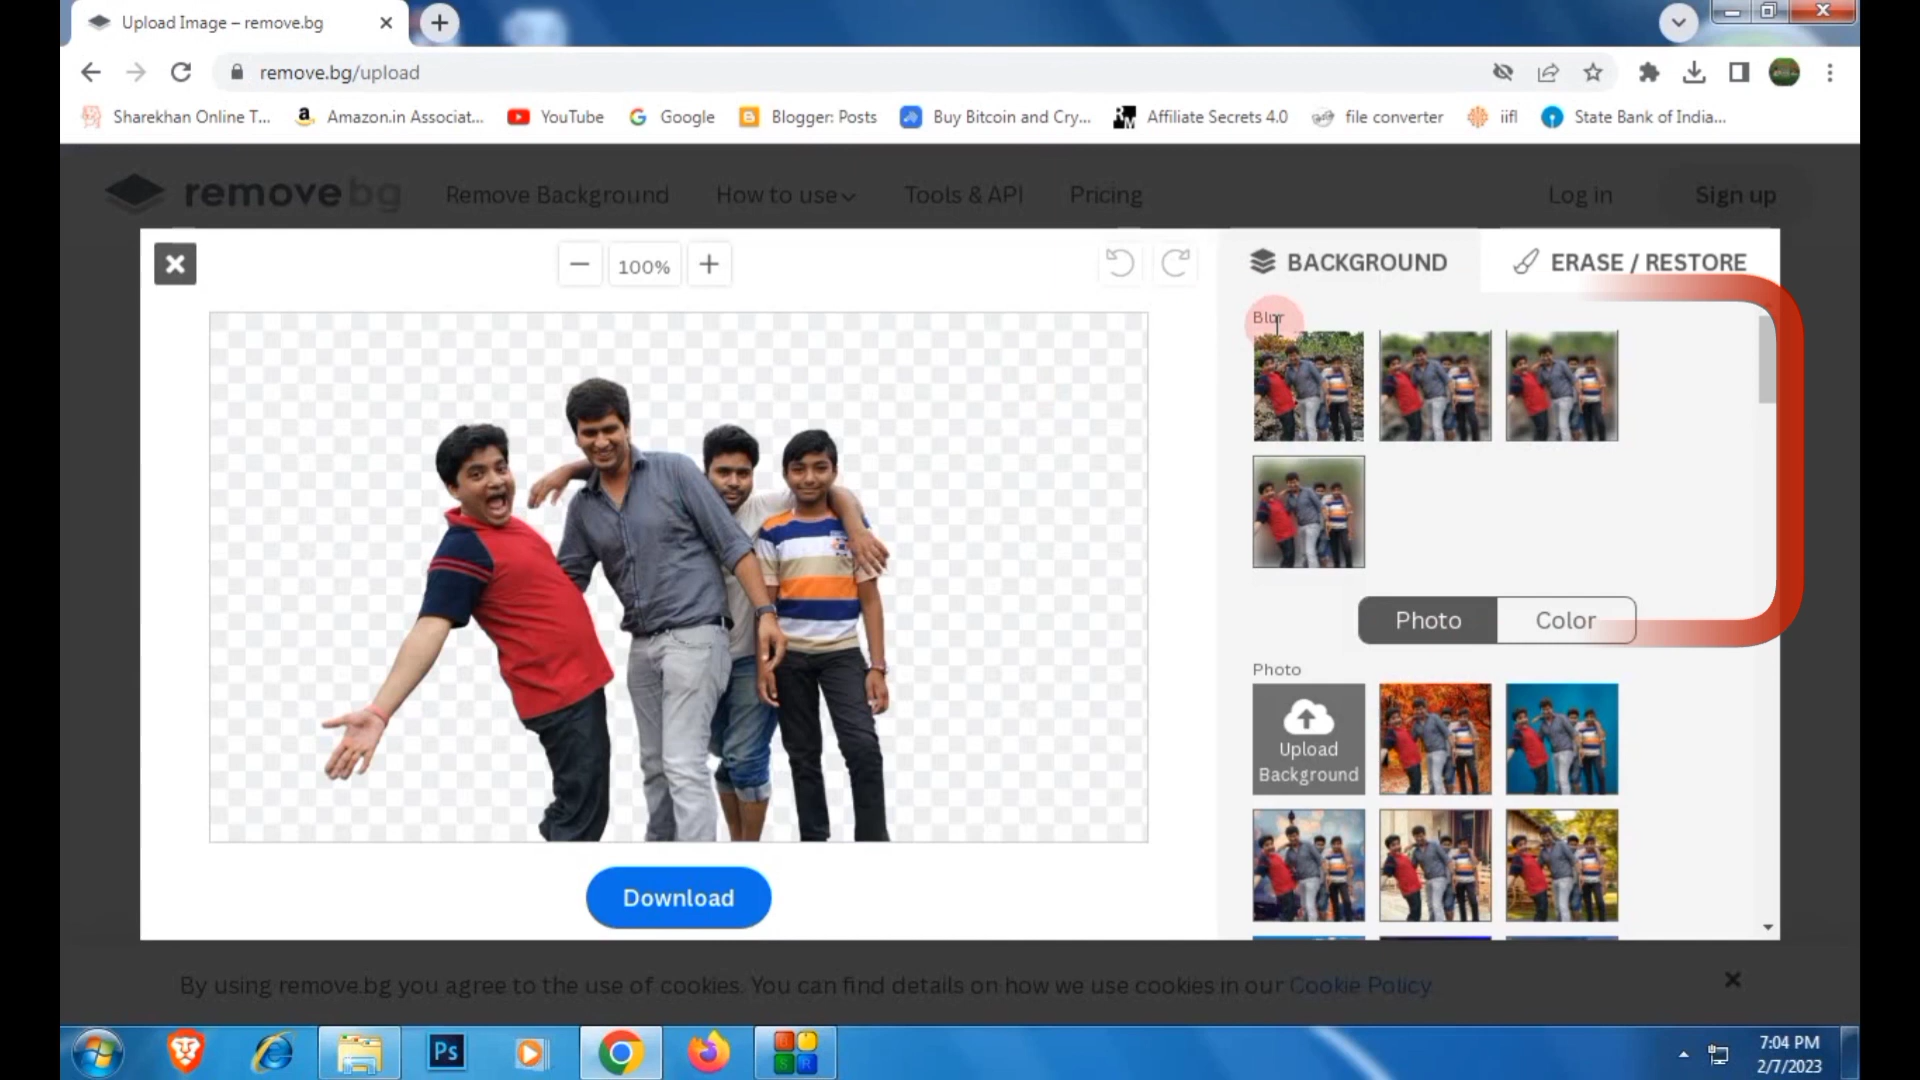 Upload Image – remove.bg
remove.bg/upload
Sharekhan Online T...
Amazon.in Associat...
YouTube
Google
Blogger: Posts
Buy Bitcoin and Cry...
Affiliate Secrets 4.0
file converter
iifl
State Bank of India...
removebg
Remove Background
How to use
Tools & API
Pricing
Log in
Sign up
100%
BACKGROUND
ERASE / RESTORE
Blur
Photo
Color
Photo
Upload
Background
Download
By using remove.bg you agree to the use of cookies. You can find details on how we use cookies in our Cookie Policy
Ps
7:04 PM
2/7/2023